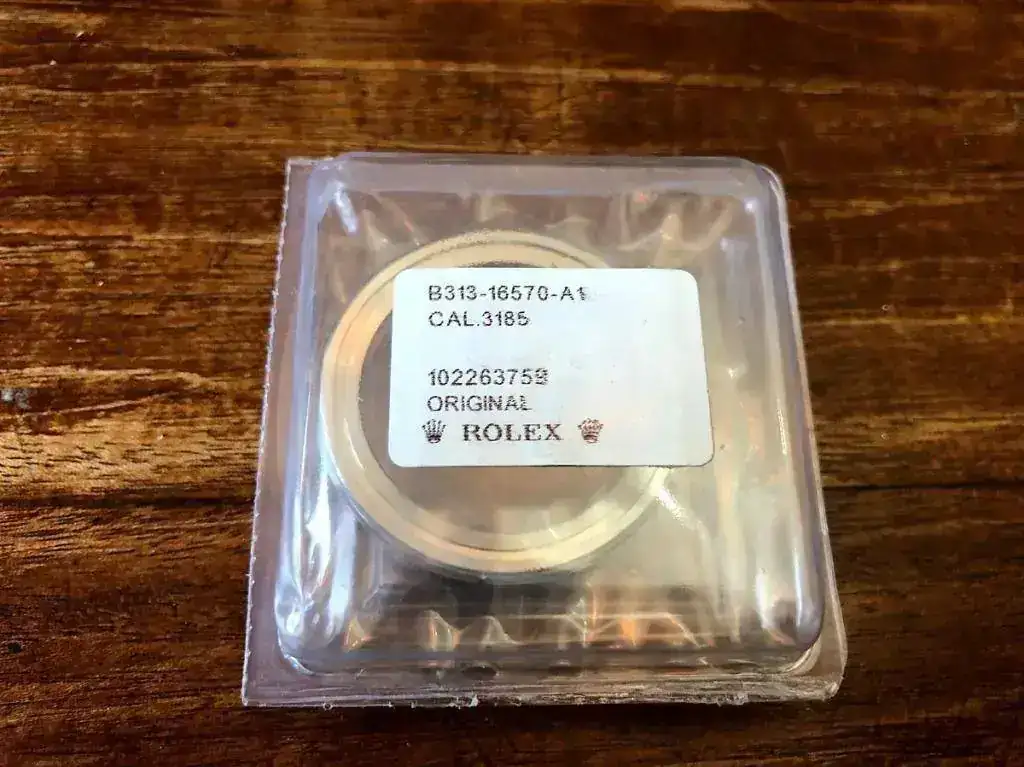 B313-16570-A1
CAL.3185
102263759
ORIGINAL
ROLEX